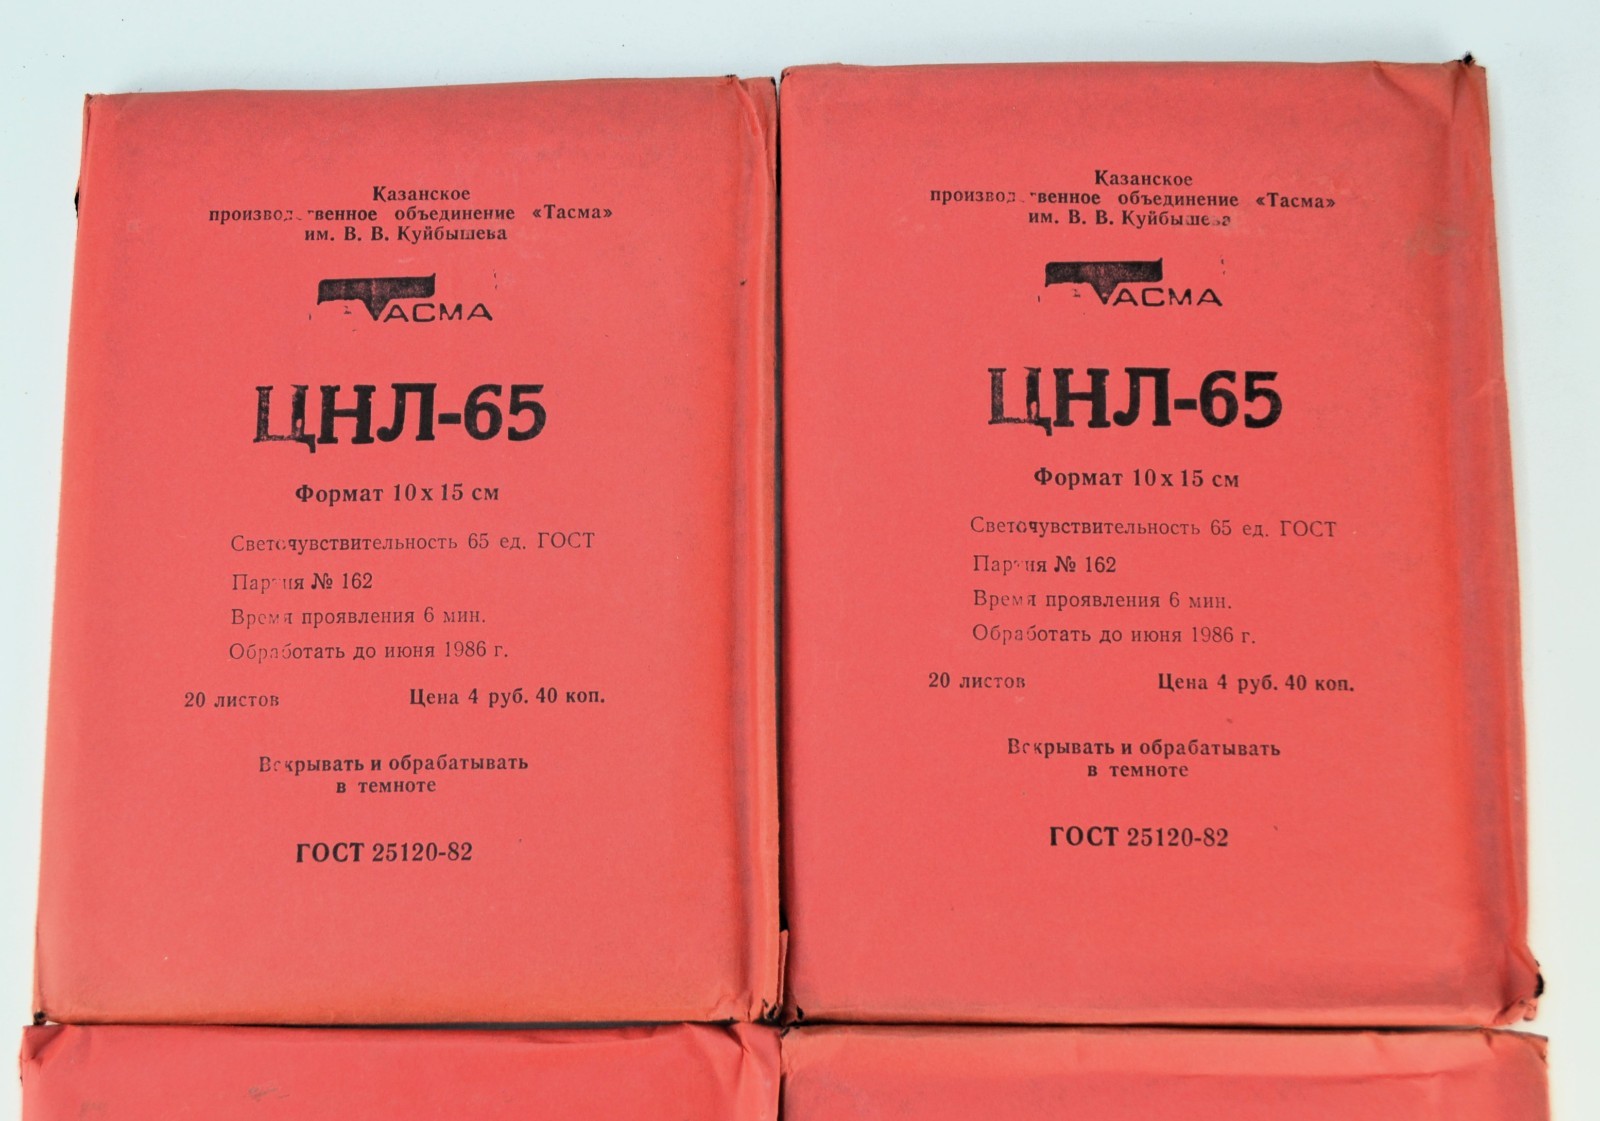 Казанское
производственное объединение «Тасма»
им. В. В. Куйбышева
ТАСМА
ЦНЛ-65
Формат 10 х 15 см
Светочувствительность 65 ед. ГОСТ
Партия № 162
Время проявления 6 мин.
Обработать до июня 1986 г.
20 листов Цена 4 руб. 40 коп.
Вскрывать и обрабатывать
в темноте
ГОСТ 25120-82
Казанское
производственное объединение «Тасма»
им. В. В. Куйбышева
ТАСМА
ЦНЛ-65
Формат 10 х 15 см
Светочувствительность 65 ед. ГОСТ
Партия № 162
Время проявления 6 мин.
Обработать до июня 1986 г.
20 листов Цена 4 руб. 40 коп.
Вскрывать и обрабатывать
в темноте
ГОСТ 25120-82